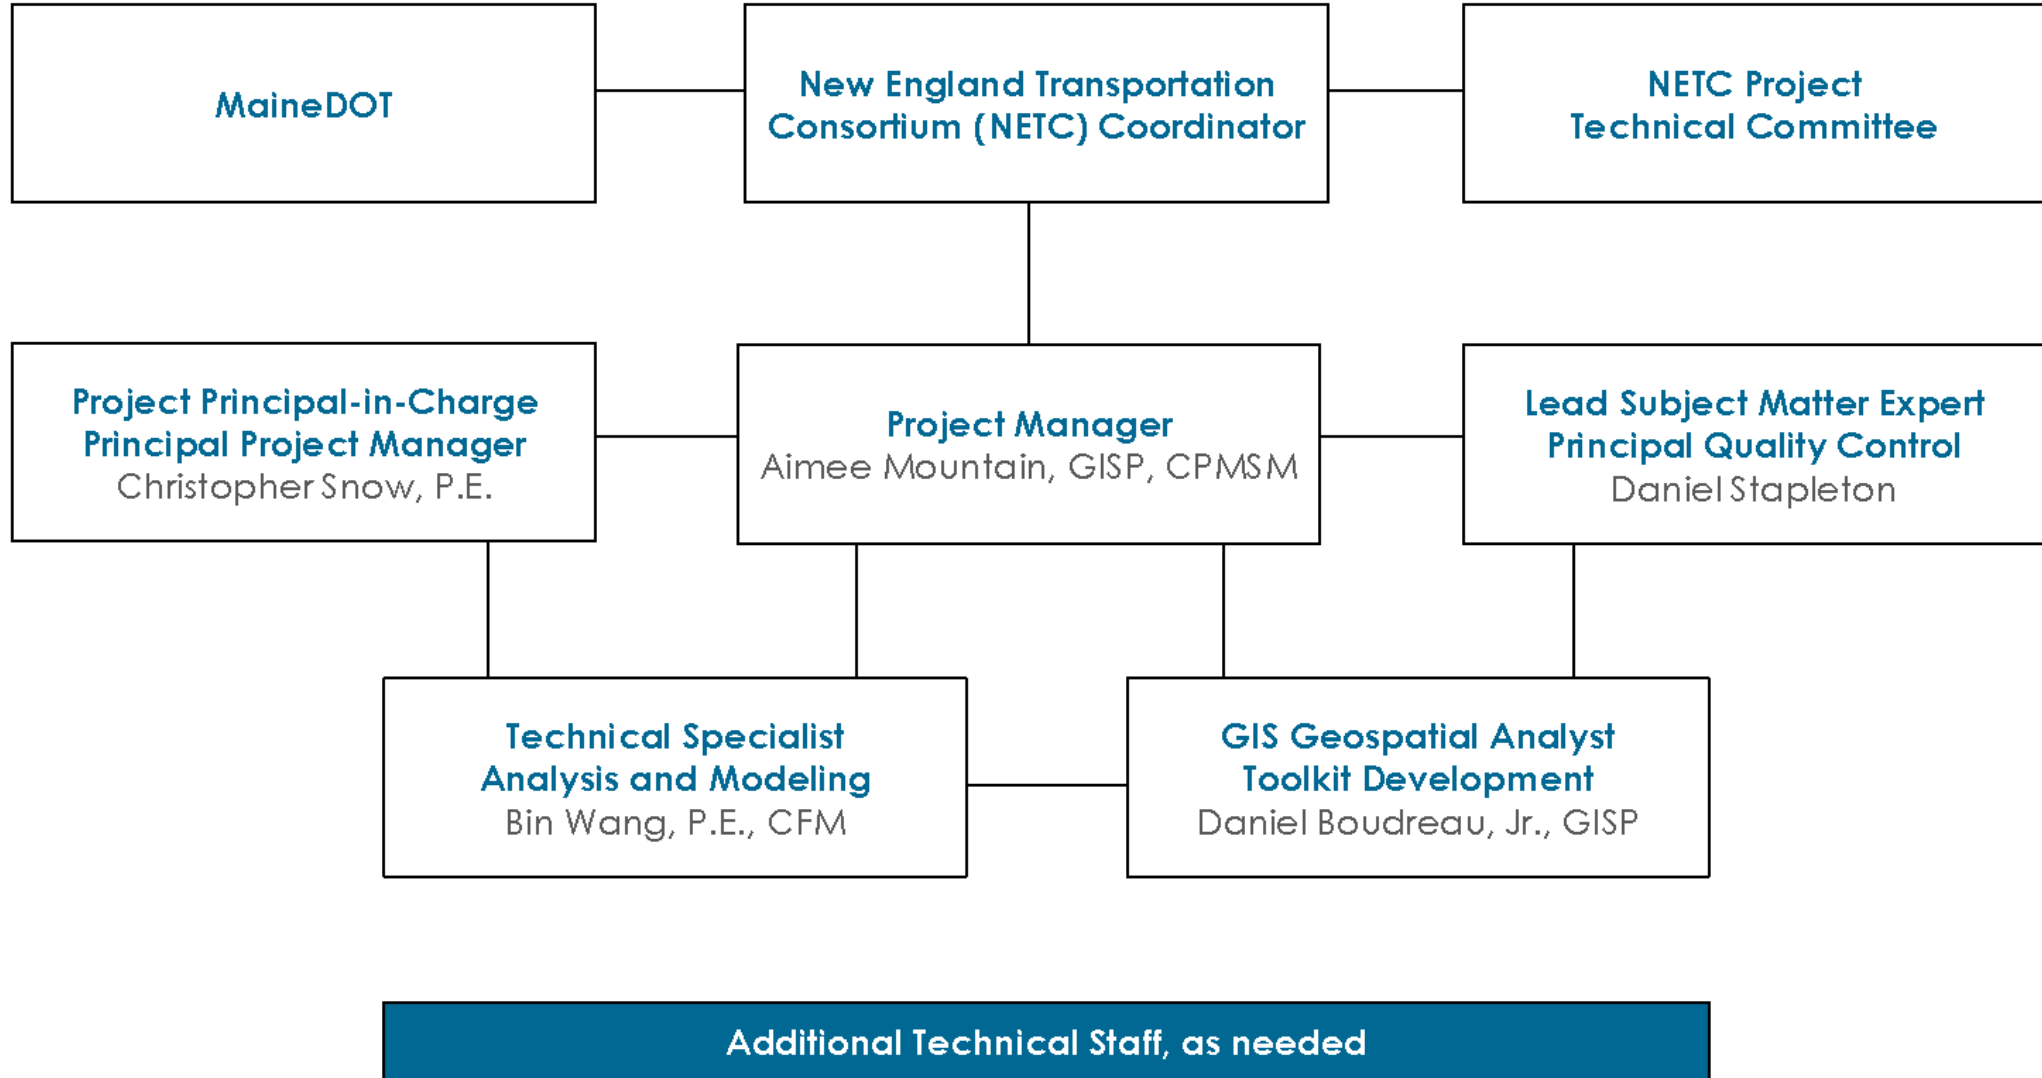 MaineDOT
New England Transportation
Consortium (NETC) Coordinator
NETC Project
Technical Committee
Project Principal-in-Charge
Principal Project Manager
Christopher Snow, P.E.
Project Manager
Aimee Mountain, GISP, CPMSM
Lead Subject Matter Expert
Principal Quality Control
Daniel Stapleton
Technical Specialist
Analysis and Modeling
Bin Wang, P.E., CFM
GIS Geospatial Analyst
Toolkit Development
Daniel Boudreau, Jr., GISP
Additional Technical Staff, as needed